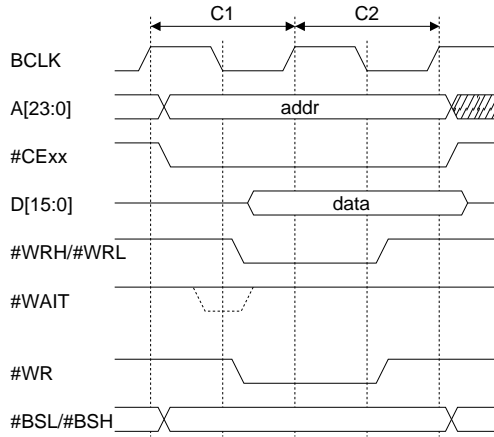 C1 C2
BCLK
A[23:0] addr
#CExx
D[15:0] data
#WRH/#WRL
#WAIT
#WR
#BSL/#BSH